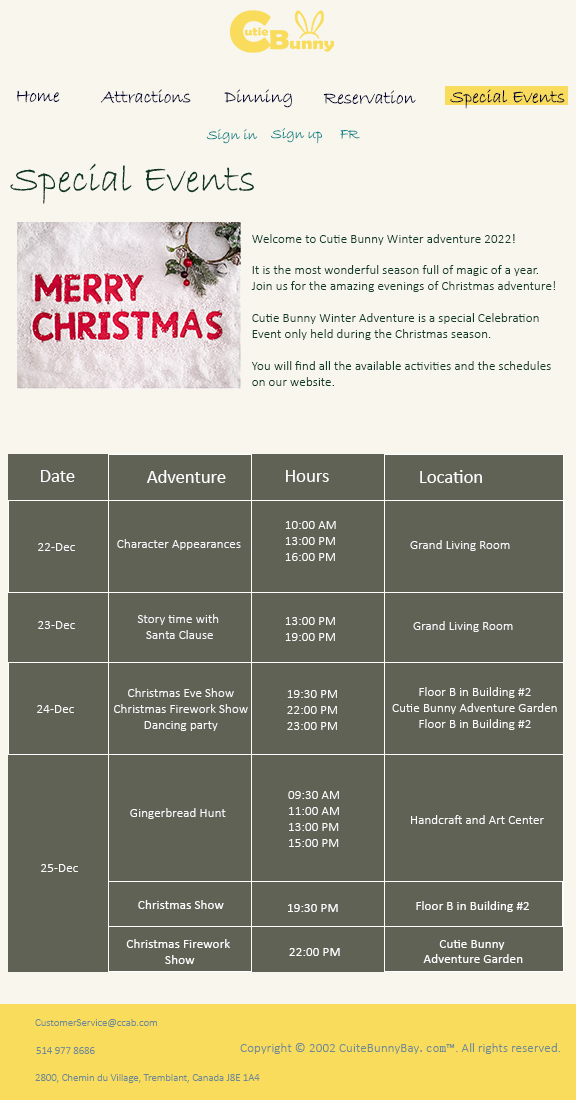 Cutie
Bunny
Home Attractions Dinning Reservation Special Events
Sign in Sign up FR
Special Events
MERRY
CHRISTMAS
Welcome to Cutie Bunny Winter adventure 2022!
It is the most wonderful season full of magic of a year.
Join us for the amazing evenings of Christmas adventure!
Cutie Bunny Winter Adventure is a special Celebration
Event only held during the Christmas season.
You will find all the available activities and the schedules
on our website.
Date Adventure Hours Location
22-Dec
Character Appearances
10:00 AM
13:00 PM
16:00 PM
Grand Living Room
23-Dec
Story time with
Santa Clause
13:00 PM
19:00 PM
Grand Living Room
24-Dec
Christmas Eve Show
Christmas Firework Show
Dancing party
19:30 PM
22:00 PM
23:00 PM
Floor B in Building #2
Cutie Bunny Adventure Garden
Floor B in Building #2
25-Dec
Gingerbread Hunt
09:30 AM
11:00 AM
13:00 PM
15:00 PM
Handcraft and Art Center
Christmas Show
19:30 PM
Floor B in Building #2
Christmas Firework
Show
22:00 PM
Cutie Bunny
Adventure Garden
CustomerService@ccab.com
514 977 8686
Copyright © 2002 CuiteBunnyBay. com™. All rights reserved.
2800, Chemin du Village, Tremblant, Canada J8E 1A4